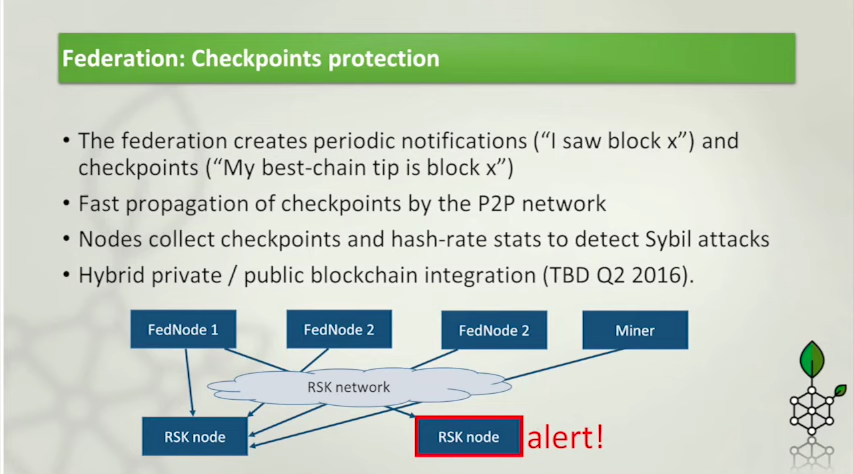 Federation: Checkpoints protection
• The federation creates periodic notifications (“I saw block x”) and
checkpoints (“My best-chain tip is block x”)
• Fast propagation of checkpoints by the P2P network
• Nodes collect checkpoints and hash-rate stats to detect Sybil attacks
• Hybrid private / public blockchain integration (TBD Q2 2016).
FedNode 1
FedNode 2
FedNode 2
Miner
RSK network
RSK node
RSK node
alert!